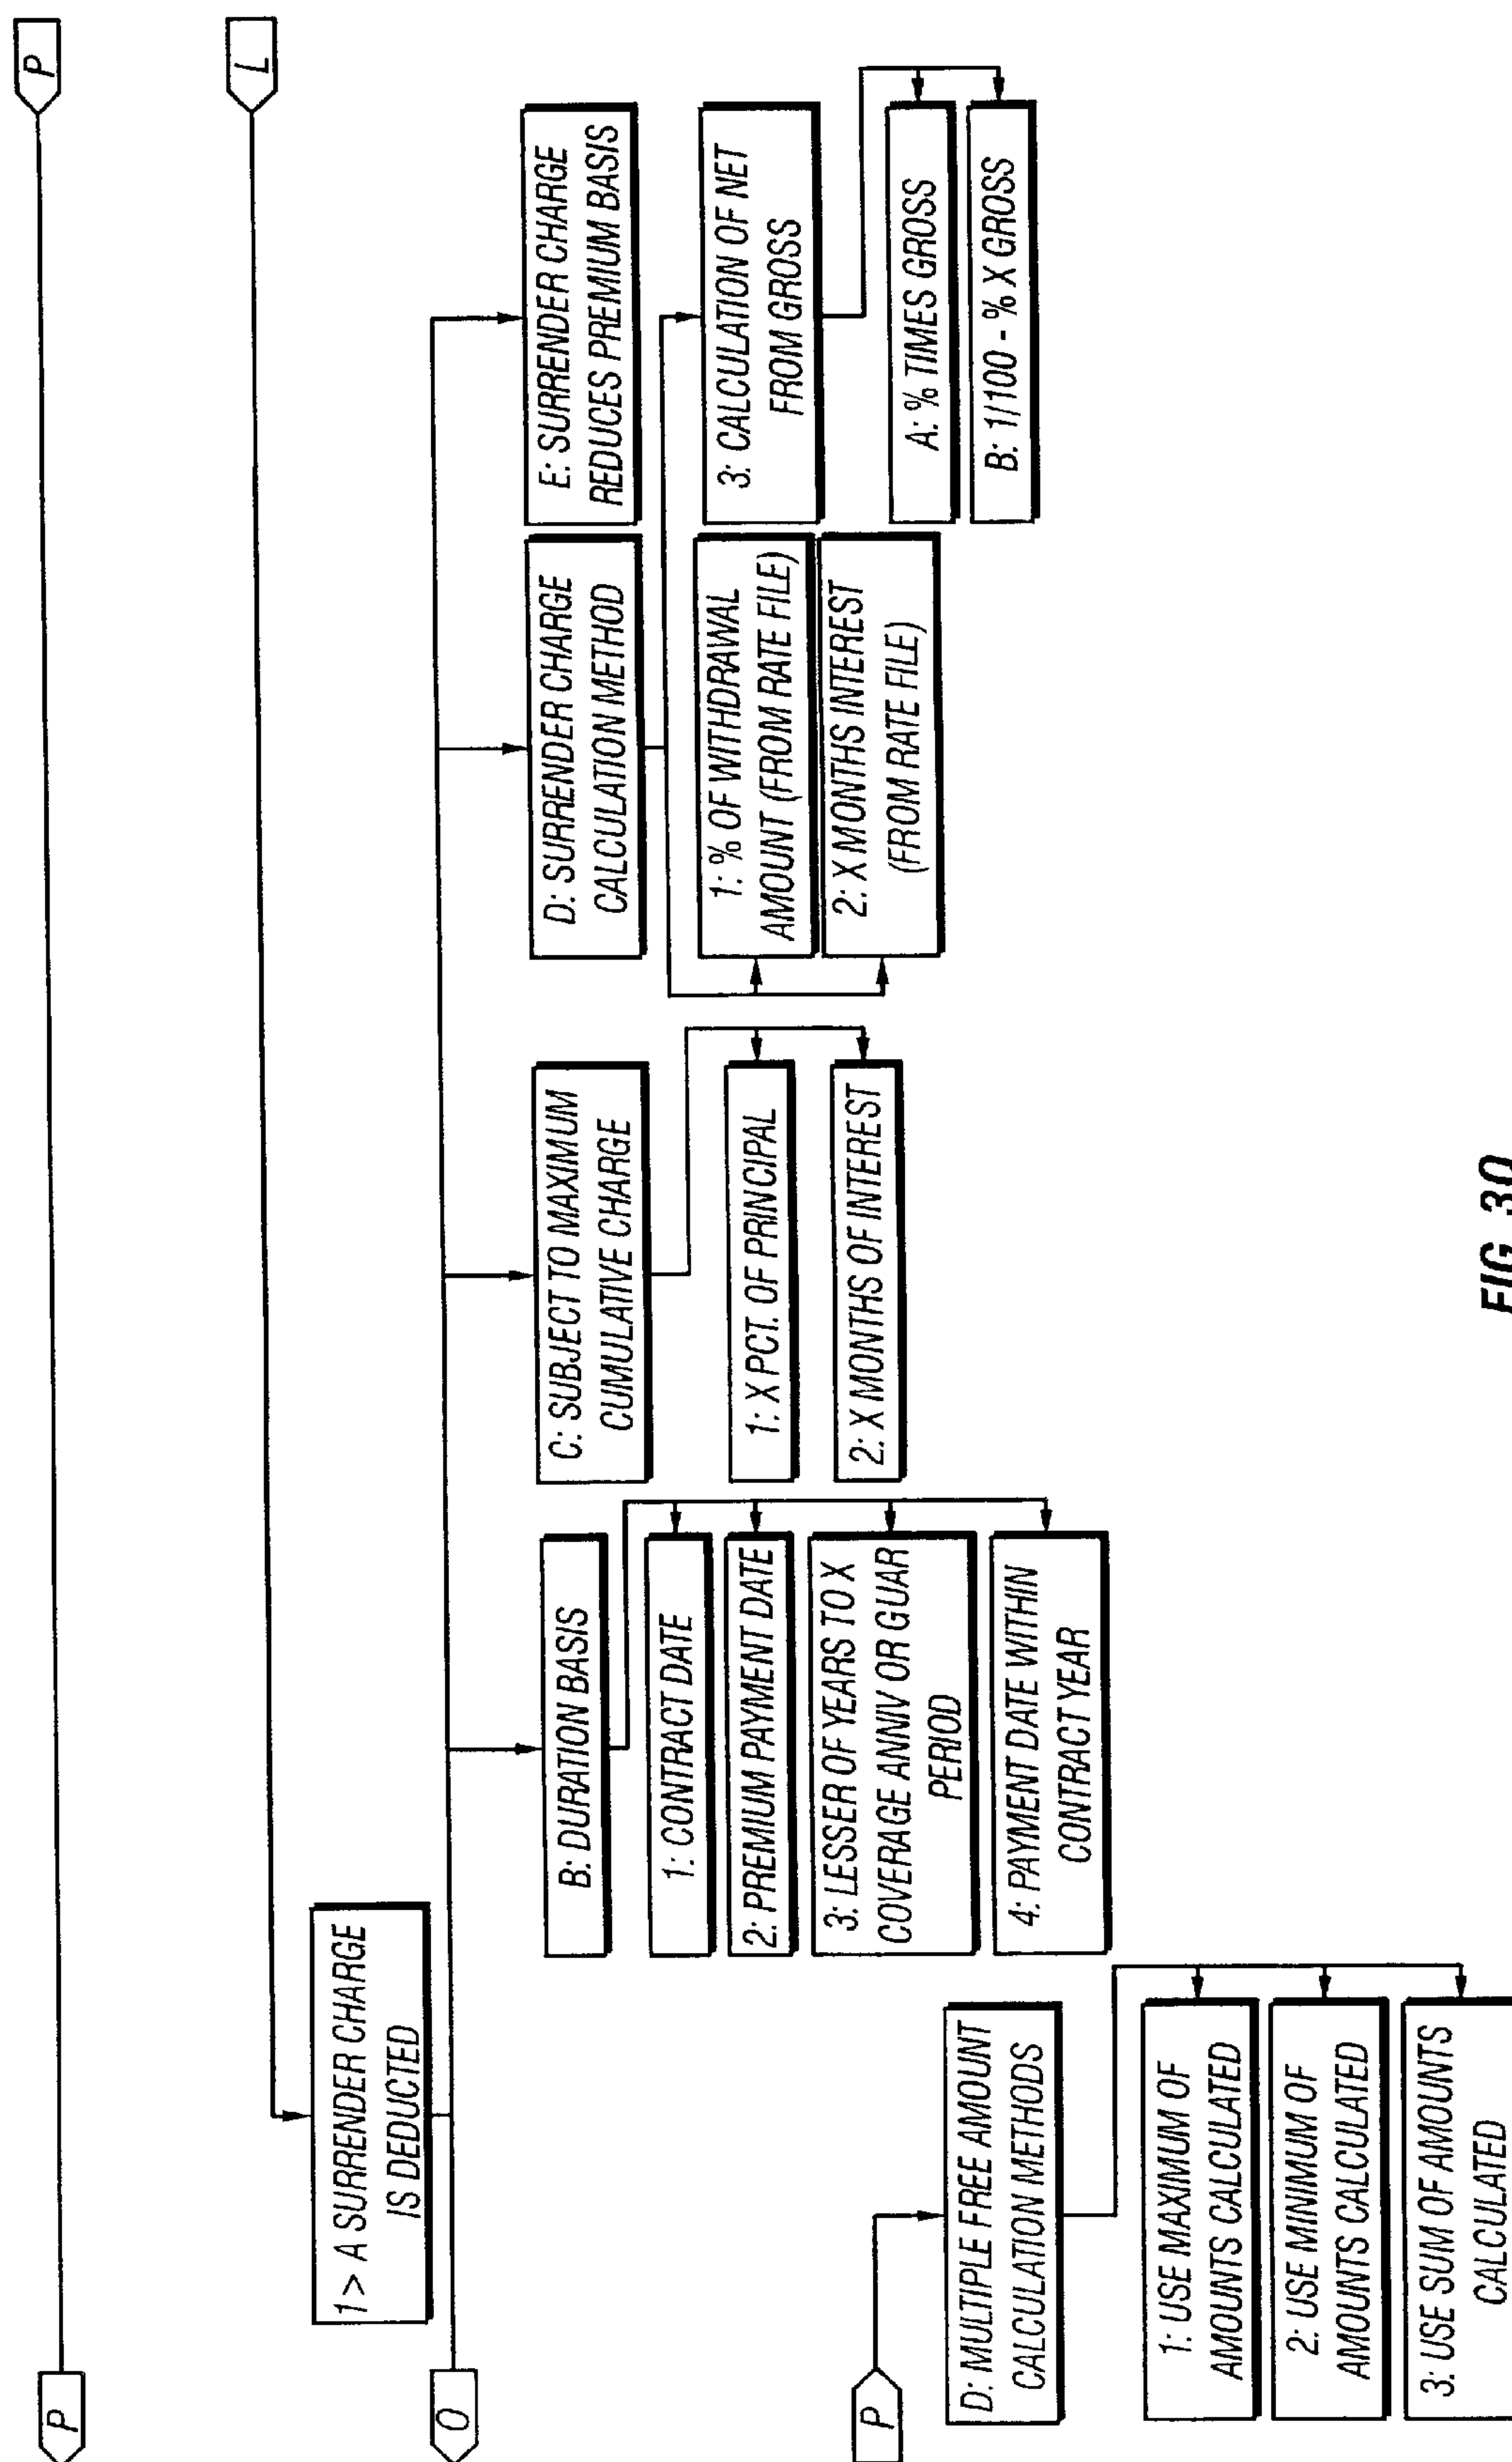 P
P
L
1> A SURRENDER CHARGE
IS DEDUCTED
O
B: DURATION BASIS
1: CONTRACT DATE
2: PREMIUM PAYMENT DATE
3: LESSER OF YEARS TO X
COVERAGE ANNIV OR GUAR
PERIOD
4: PAYMENT DATE WITHIN
CONTRACT YEAR
C: SUBJECT TO MAXIMUM
CUMULATIVE CHARGE
1: X PCT. OF PRINCIPAL
2: X MONTHS OF INTEREST
D: SURRENDER CHARGE
CALCULATION METHOD
1: % OF WITHDRAWAL
AMOUNT (FROM RATE FILE)
2: X MONTHS INTEREST
(FROM RATE FILE)
E: SURRENDER CHARGE
REDUCES PREMIUM BASIS
3: CALCULATION OF NET
FROM GROSS
A: % TIMES GROSS
B: 1/100 - % X GROSS
P
D: MULTIPLE FREE AMOUNT
CALCULATION METHODS
1: USE MAXIMUM OF
AMOUNTS CALCULATED
2: USE MINIMUM OF
AMOUNTS CALCULATED
3: USE SUM OF AMOUNTS
CALCULATED
FIG. 3O